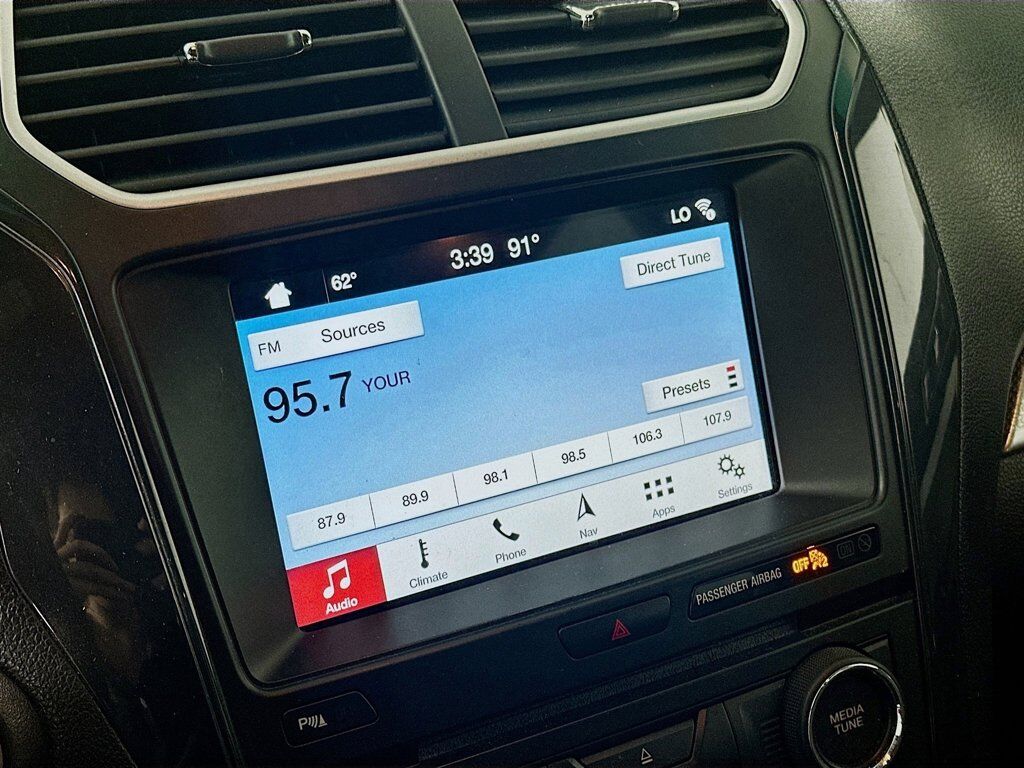 62° 3:39 91° LO
FM Sources
Direct Tune
95.7 YOUR
Presets
87.9 89.9 98.1 98.5 106.3 107.9
Audio Climate Phone Nav Apps Settings
PASSENGER AIRBAG OFF 2
P
MEDIA
TUNE